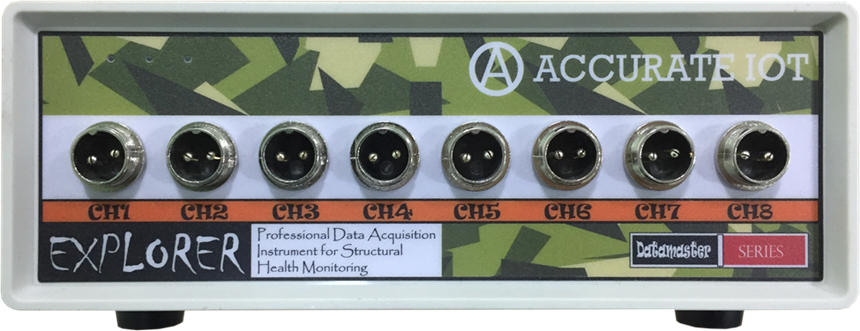 A ACCURATE IOT
CH1 CH2 CH3 CH4 CH5 CH6 CH7 CH8
EXPLORER
Professional Data Acquisition
Instrument for Structural
Health Monitoring
Datamaster SERIES